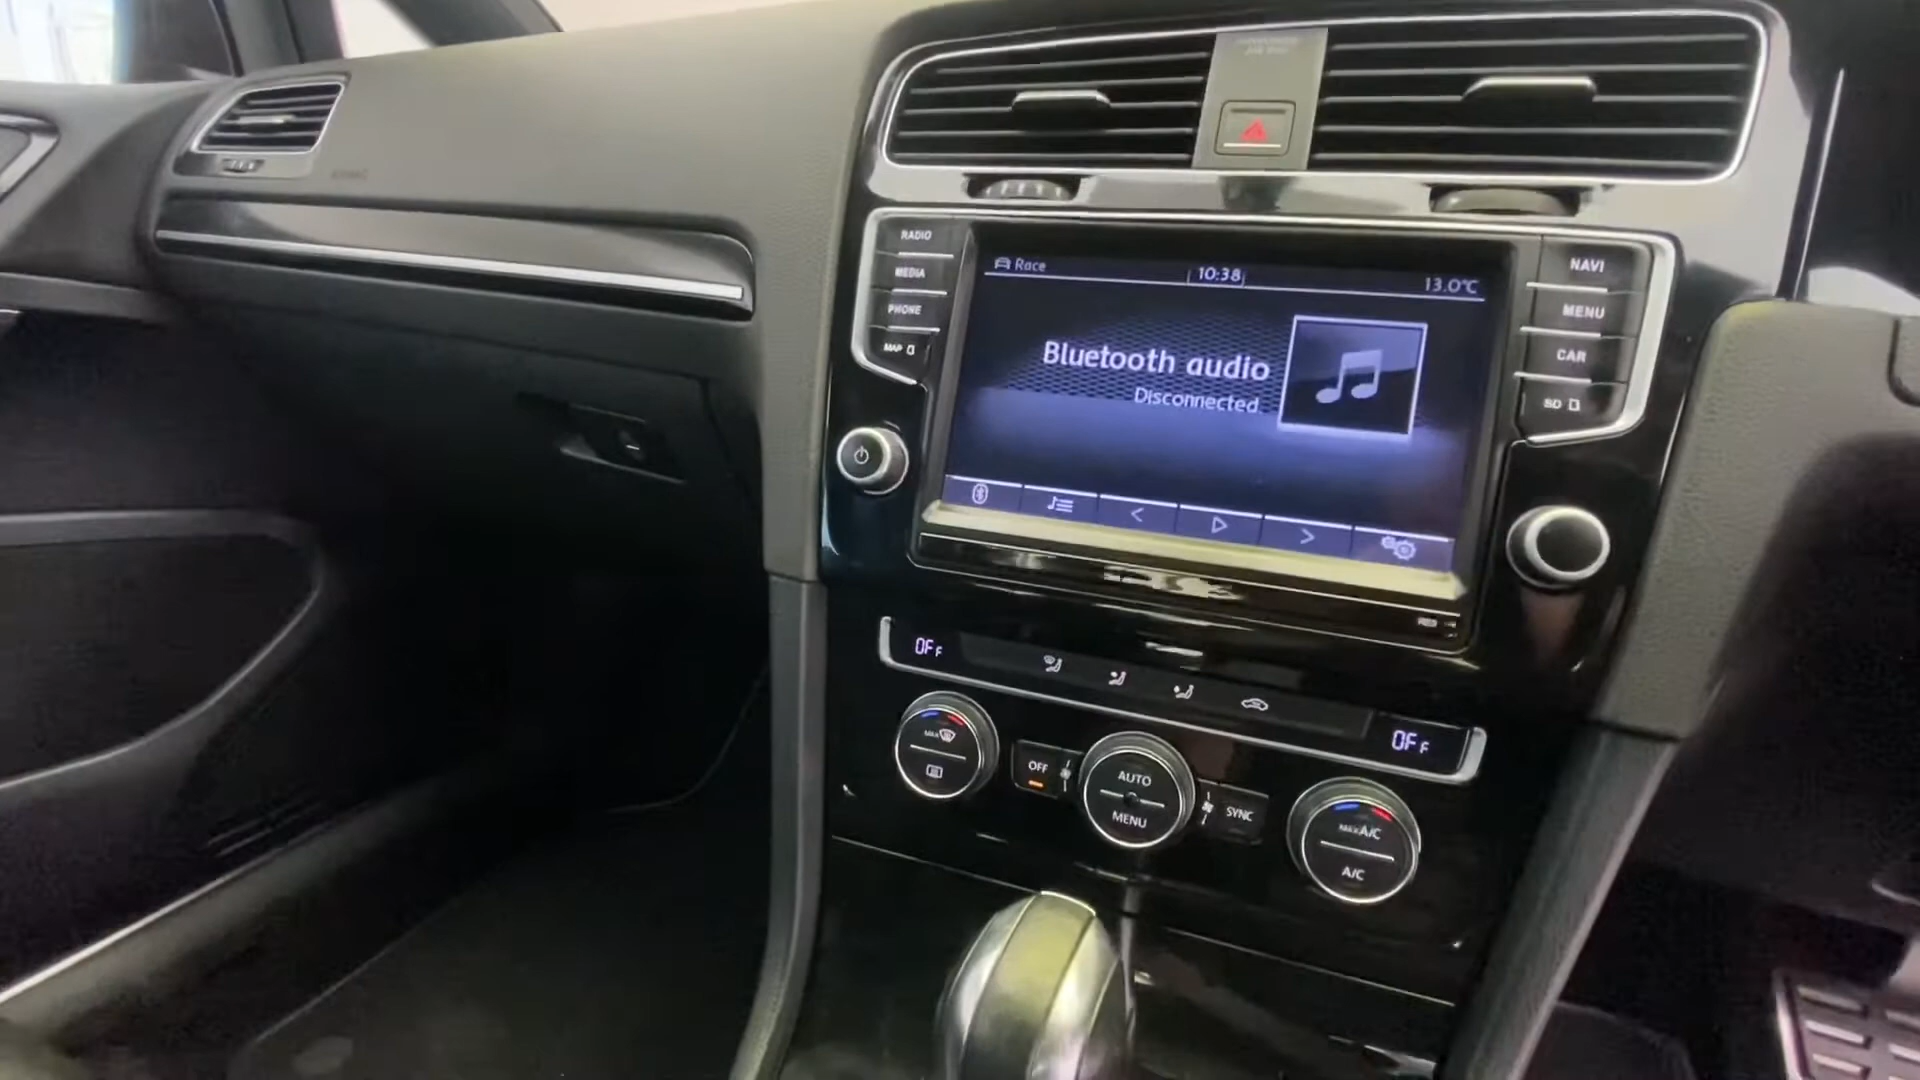 RADIO
MEDIA
PHONE
MAP
Race
10:38
13.0°C
Bluetooth audio
Disconnected
NAVI
MENU
CAR
SD
OFF
OFF
MAX
OFF
AUTO
MENU
SYNC
MAX A/C
A/C